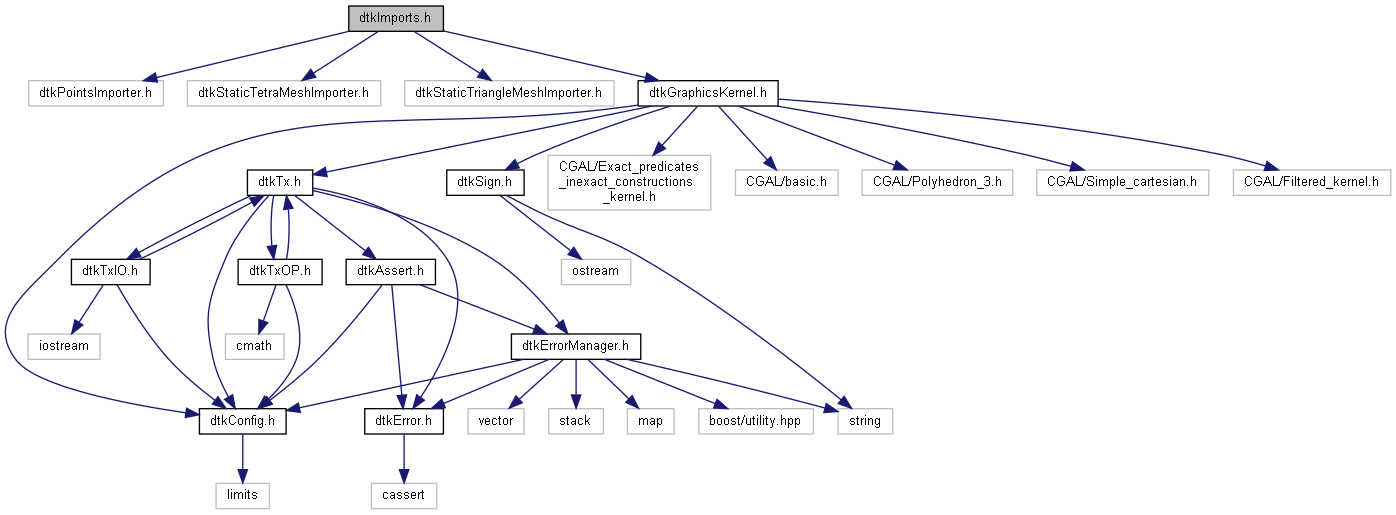 dtkImports.h
dtkPointsImporter.h
dtkStaticTetraMeshImporter.h
dtkStaticTriangleMeshImporter.h
dtkGraphicsKernel.h
dtkTx.h
dtkSign.h
CGAL/Exact_predicates
_inexact_constructions
_kernel.h
CGAL/basic.h
CGAL/Polyhedron_3.h
CGAL/Simple_cartesian.h
CGAL/Filtered_kernel.h
dtkTxIO.h
dtkTxOP.h
dtkAssert.h
ostream
iostream
cmath
dtkErrorManager.h
dtkConfig.h
dtkError.h
vector
stack
map
boost/utility.hpp
string
limits
cassert